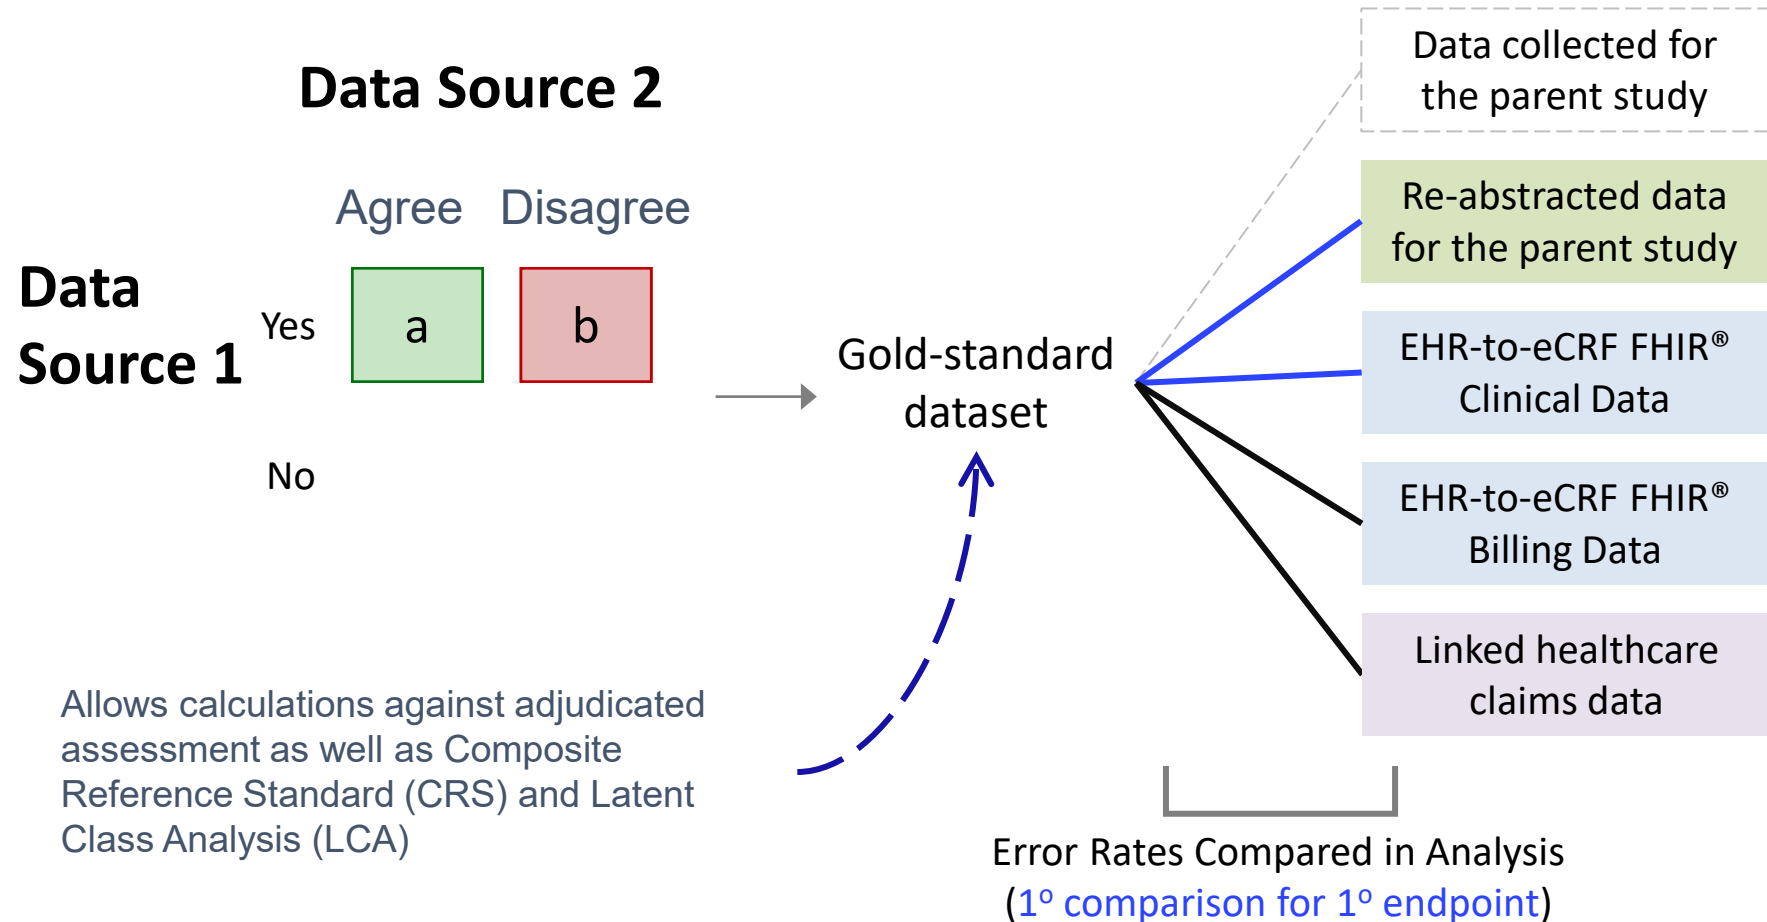 Data Source 2
Agree Disagree
Data
Source 1
Yes
a
b
No
Allows calculations against adjudicated
assessment as well as Composite
Reference Standard (CRS) and Latent
Class Analysis (LCA)
Gold-standard
dataset
Data collected for
the parent study
Re-abstracted data
for the parent study
EHR-to-eCRF FHIR®
Clinical Data
EHR-to-eCRF FHIR®
Billing Data
Linked healthcare
claims data
Error Rates Compared in Analysis
(1º comparison for 1º endpoint)